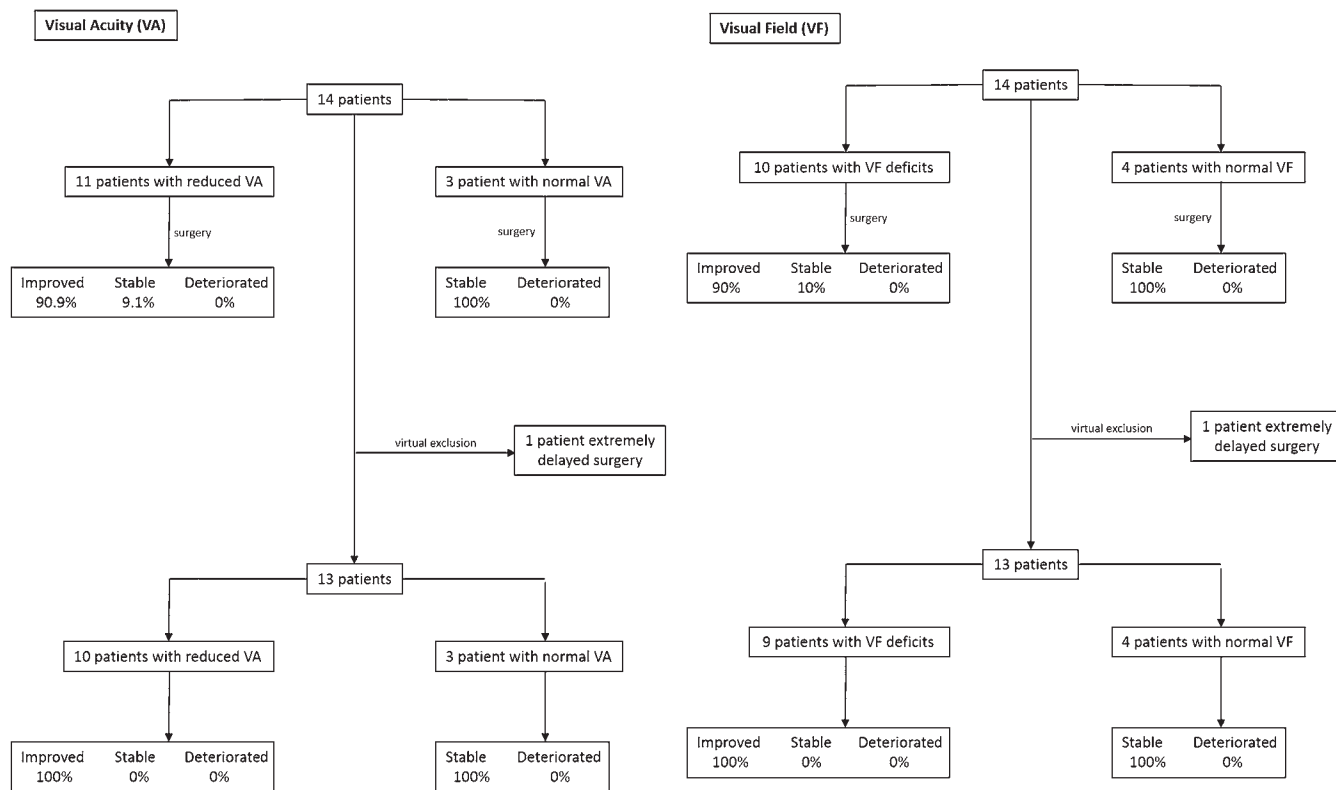 Visual Acuity (VA)
14 patients
11 patients with reduced VA
3 patient with normal VA
surgery
surgery
Improved Stable Deteriorated
90.9% 9.1% 0%
Stable Deteriorated
100% 0%
virtual exclusion
1 patient extremely
delayed surgery
13 patients
10 patients with reduced VA
3 patient with normal VA
Improved Stable Deteriorated
100% 0% 0%
Stable Deteriorated
100% 0%
Visual Field (VF)
14 patients
10 patients with VF deficits
4 patients with normal VF
surgery
surgery
Improved Stable Deteriorated
90% 10% 0%
Stable Deteriorated
100% 0%
virtual exclusion
1 patient extremely
delayed surgery
13 patients
9 patients with VF deficits
4 patients with normal VF
Improved Stable Deteriorated
100% 0% 0%
Stable Deteriorated
100% 0%